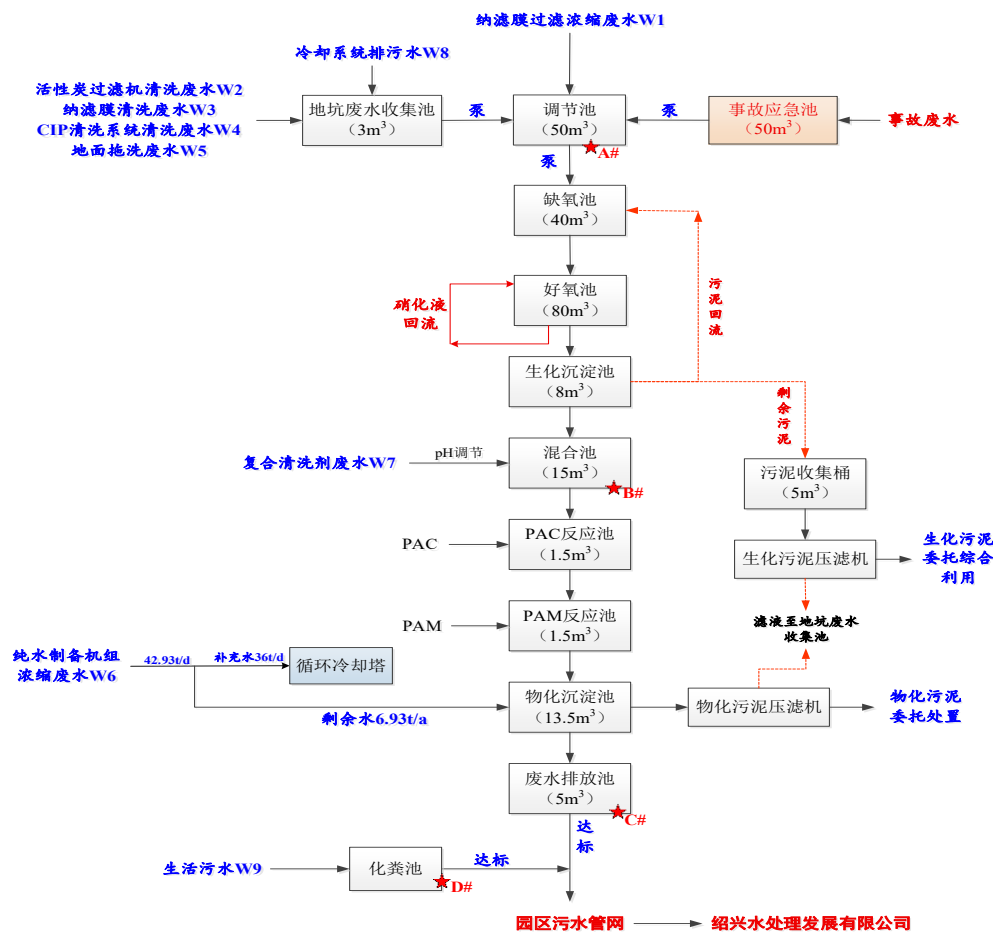 纳滤膜过滤浓缩废水W1
冷却系统排污水W8
活性炭过滤机清洗废水W2
纳滤膜清洗废水W3
CIP清洗系统清洗废水W4
地面拖洗废水W5
地坑废水收集池
（3m³）
泵
调节池
（50m³）
泵
事故应急池
（50m³）
事故废水
A#
泵
缺氧池
（40m³）
污泥回流
好氧池
（80m³）
硝化液
回流
生化沉淀池
（8m³）
剩余污泥
复合清洗剂废水W7
pH调节
混合池
（15m³）
B#
污泥收集桶
（5m³）
PAC
PAC反应池
（1.5m³）
生化污泥压滤机
生化污泥
委托综合
利用
PAM
PAM反应池
（1.5m³）
滤液至地坑废水
收集池
纯水制备机组
浓缩废水W6
42.93t/d
补充水36t/d
循环冷却塔
剩余水6.93t/a
物化沉淀池
（13.5m³）
物化污泥压滤机
物化污泥
委托处置
废水排放池
（5m³）
C#
达标
生活污水W9
化粪池
D#
达标
园区污水管网
绍兴水处理发展有限公司